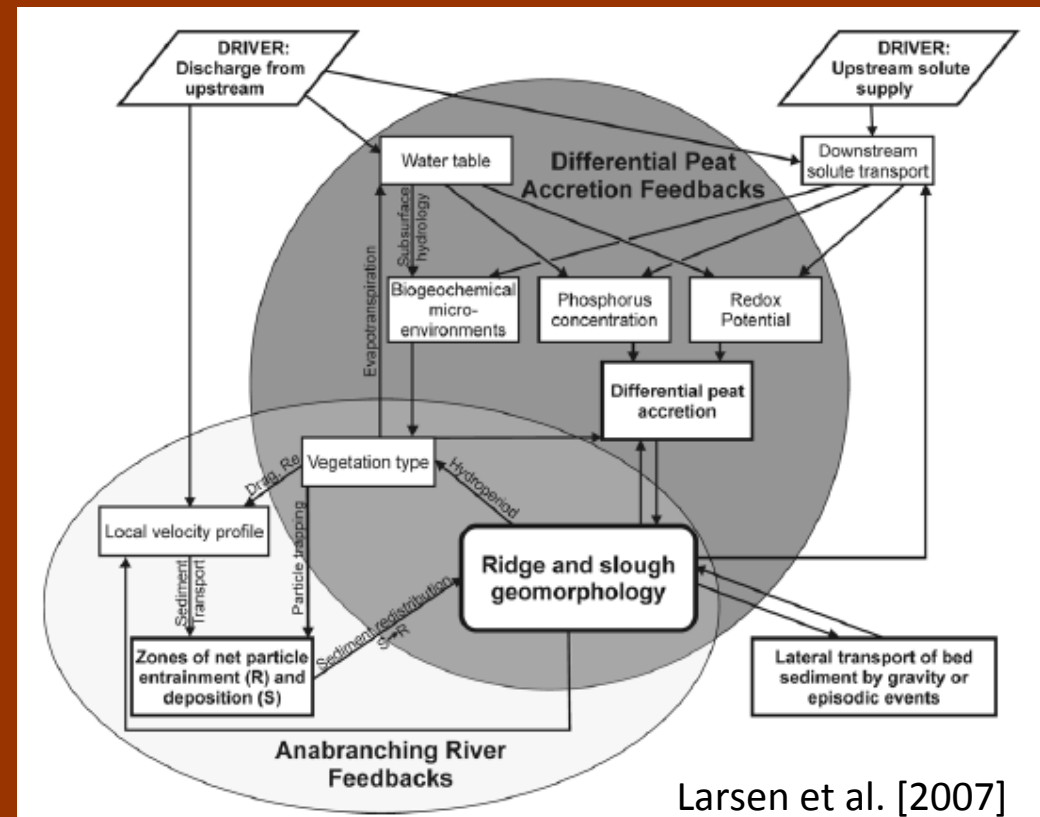 DRIVER:
Discharge from
upstream
DRIVER:
Upstream solute
supply
Water table
Differential Peat
Accretion Feedbacks
Downstream
solute transport
Subsurface
hydrology
Evapotranspiration
Biogeochemical
micro-
environments
Phosphorus
concentration
Redox
Potential
Differential peat
accretion
Vegetation type
Drag, Re
Hydroperiod
Local velocity profile
Sediment
Transport
Particle trapping
Ridge and slough
geomorphology
Sediment redistribution
S→R
Zones of net particle
entrainment (R) and
deposition (S)
Lateral transport of bed
sediment by gravity or
episodic events
Anabranching River
Feedbacks
Larsen et al. [2007]